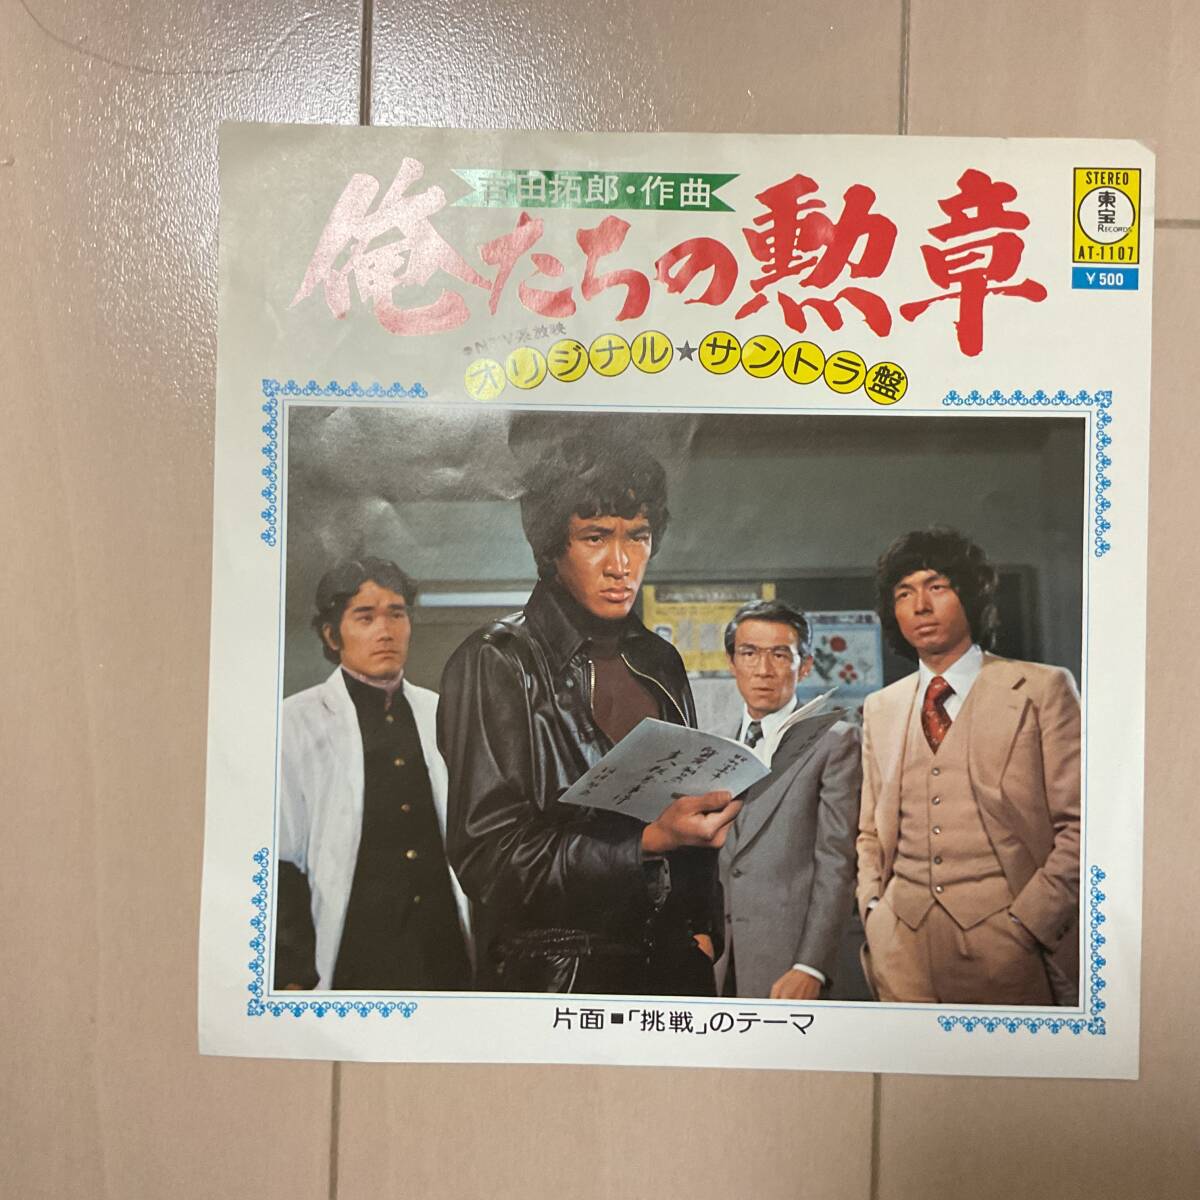 吉田拓郎・作曲
俺たちの勲章
●NTV系放映
オリジナル★サントラ盤
STEREO
東宝
RECORDS
AT-1107
¥500
片面■「挑戦」のテーマ